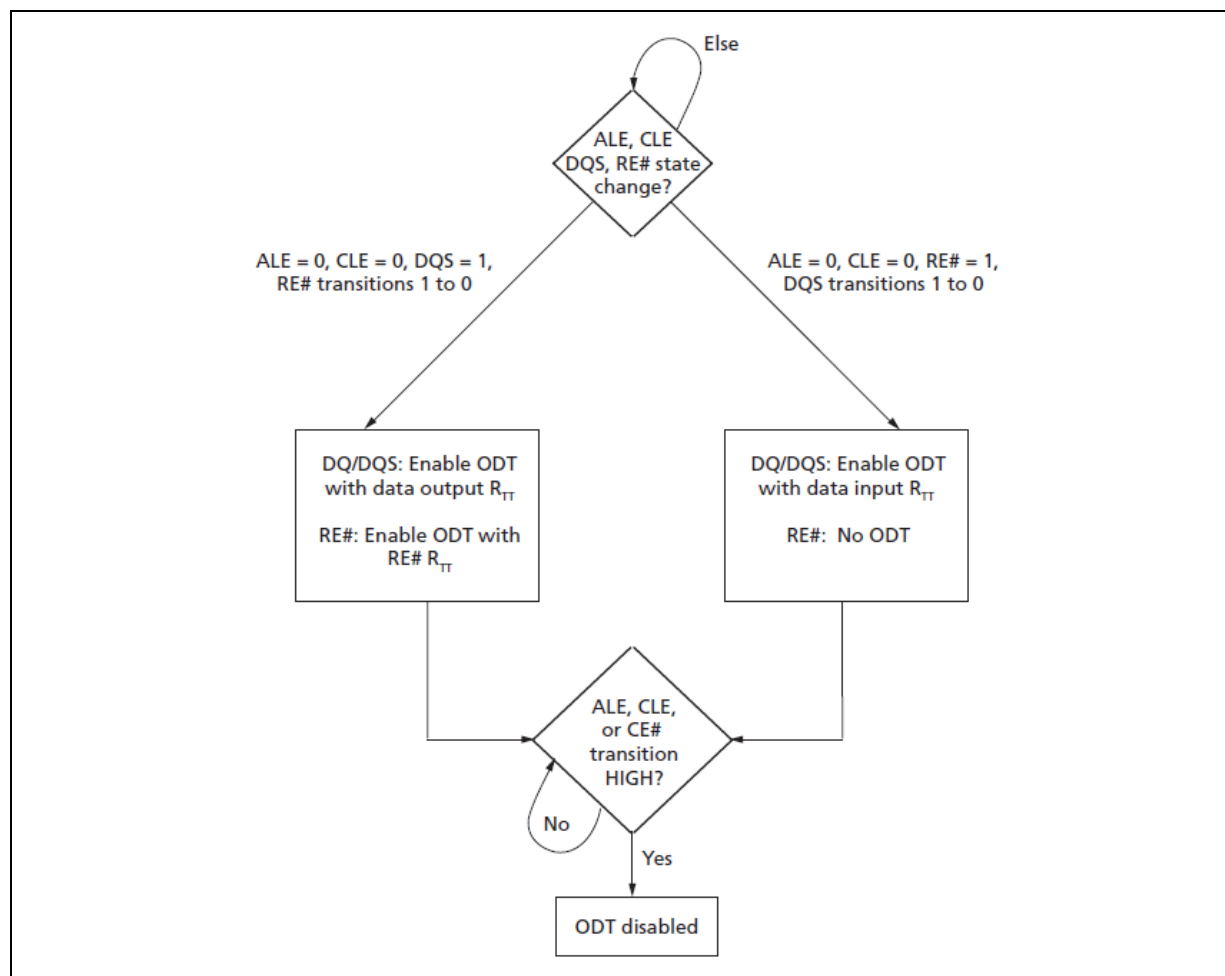 Else
ALE, CLE
DQS, RE# state
change?
ALE = 0, CLE = 0, DQS = 1,
RE# transitions 1 to 0
ALE = 0, CLE = 0, RE# = 1,
DQS transitions 1 to 0
DQ/DQS: Enable ODT
with data output RTT
RE#: Enable ODT with
RE# RTT
DQ/DQS: Enable ODT
with data input RTT
RE#: No ODT
ALE, CLE,
or CE#
transition
HIGH?
No
Yes
ODT disabled